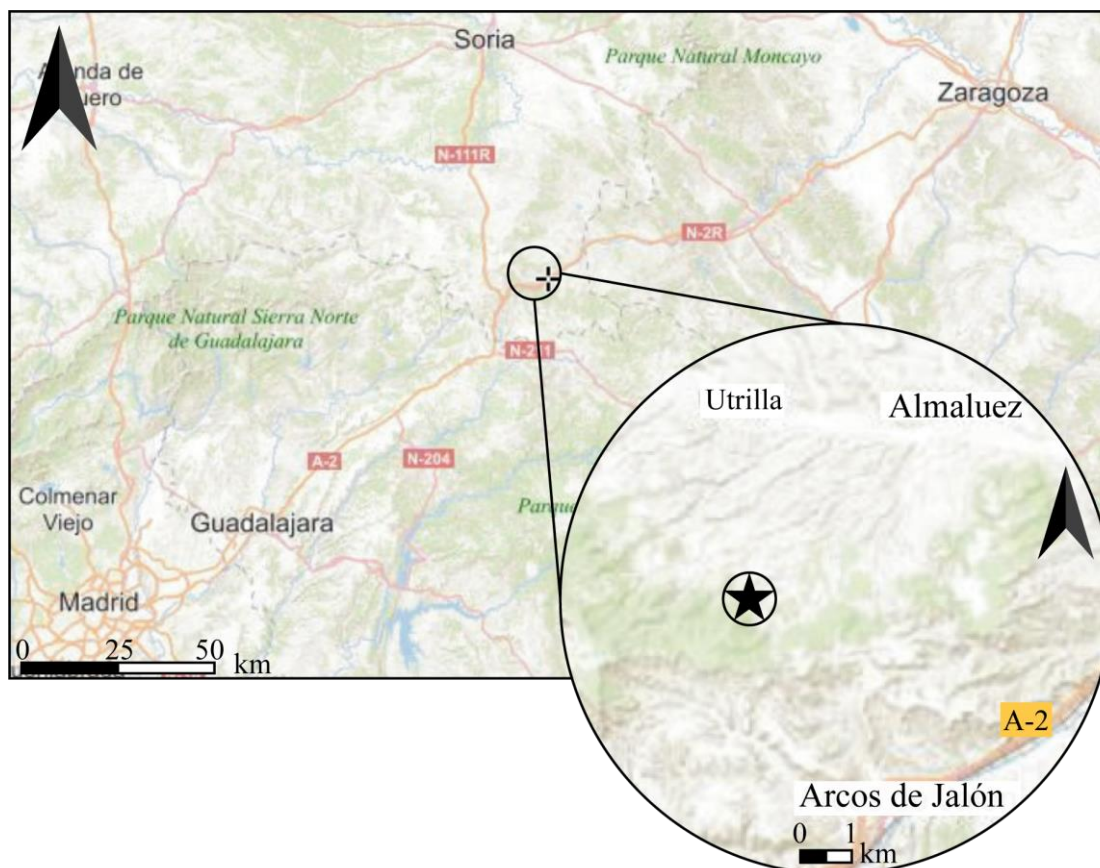 Soria
Parque Natural Moncayo
Zaragoza
N-111R
N-2R
Parque Natural Sierra Norte
de Guadalajara
A-2
N-204
Colmenar
Viejo
Guadalajara
Madrid
0 25 50 km
Utrilla
Almaluez
A-2
Arcos de Jalón
0 1
km